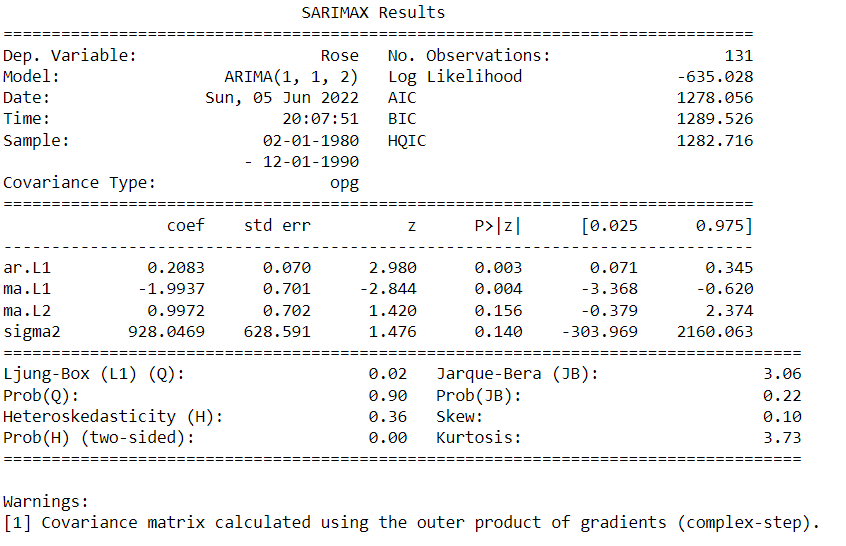 SARIMAX Results
==============================================================================
Dep. Variable:                   Rose   No. Observations:                  131
Model:                 ARIMA(1, 1, 2)   Log Likelihood                -635.028
Date:                Sun, 05 Jun 2022   AIC                           1278.056
Time:                        20:07:51   BIC                           1289.526
Sample:                    02-01-1980   HQIC                          1282.716
- 12-01-1990
Covariance Type:                  opg
==============================================================================
coef    std err          z      P>|z|      [0.025      0.975]
------------------------------------------------------------------------------
ar.L1          0.2083      0.070      2.980      0.003       0.071       0.345
ma.L1         -1.9937      0.701     -2.844      0.004      -3.368      -0.620
ma.L2          0.9972      0.702      1.420      0.156      -0.379       2.374
sigma2       928.0469    628.591      1.476      0.140    -303.969    2160.063
===================================================================================
Ljung-Box (L1) (Q):                   0.02   Jarque-Bera (JB):                 3.06
Prob(Q):                              0.90   Prob(JB):                         0.22
Heteroskedasticity (H):               0.36   Skew:                             0.10
Prob(H) (two-sided):                  0.00   Kurtosis:                         3.73
===================================================================================
Warnings:
[1] Covariance matrix calculated using the outer product of gradients (complex-step).